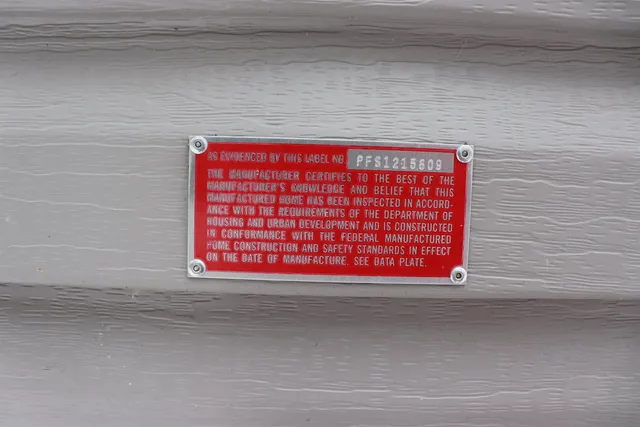 AS EVIDENCED BY THIS LABEL NO. PFS1215609
THE MANUFACTURER CERTIFIES TO THE BEST OF THE
MANUFACTURER'S KNOWLEDGE AND BELIEF THAT THIS
MANUFACTURED HOME HAS BEEN INSPECTED IN ACCORD-
ANCE WITH THE REQUIREMENTS OF THE DEPARTMENT OF
HOUSING AND URBAN DEVELOPMENT AND IS CONSTRUCTED
IN CONFORMANCE WITH THE FEDERAL MANUFACTURED
HOME CONSTRUCTION AND SAFETY STANDARDS IN EFFECT
ON THE DATE OF MANUFACTURE. SEE DATA PLATE.